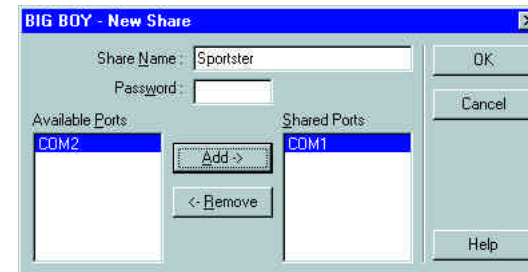 BIG BOY - New Share
Share Name: Sportster
OK
Password:
Cancel
Available Ports
Shared Ports
COM2
COM1
Add ->
<- Remove
Help